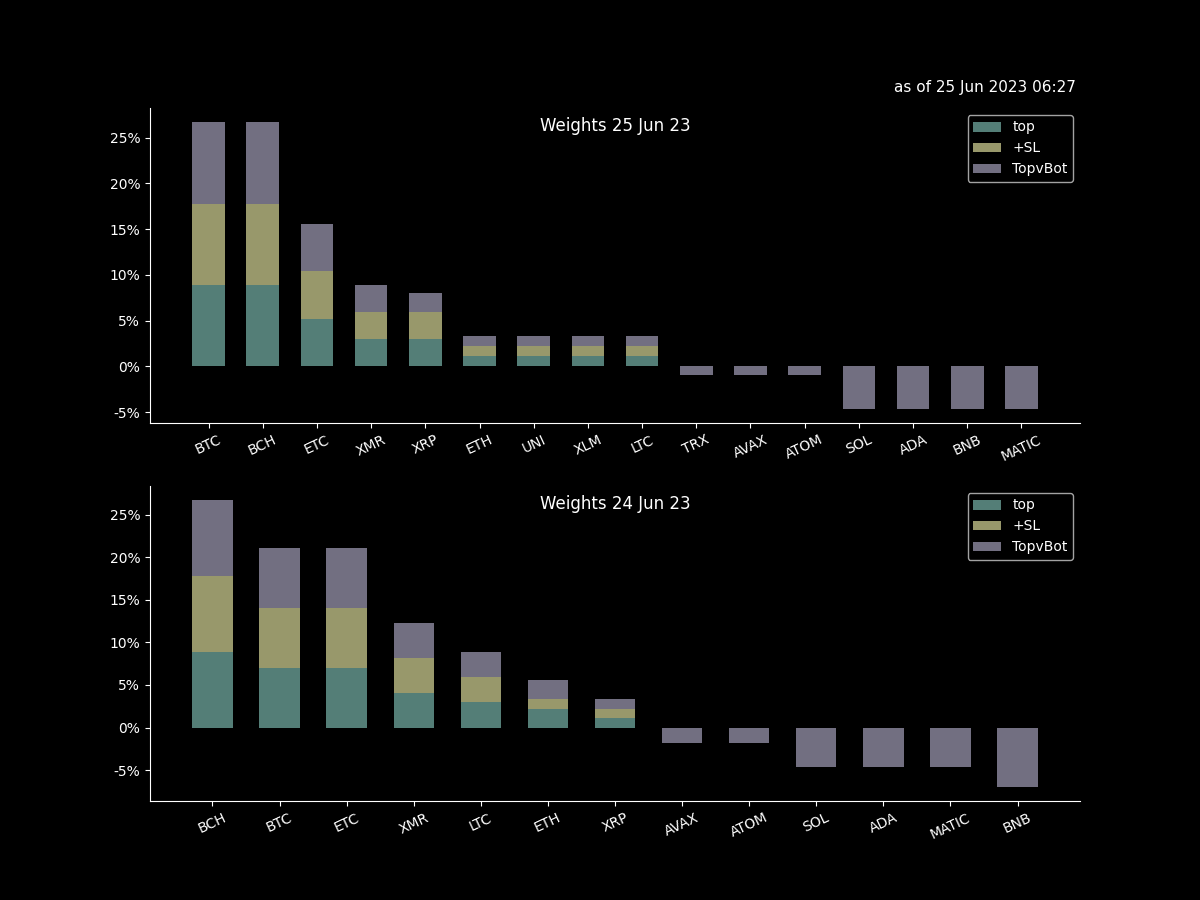 as of 25 Jun 2023 06:27
Weights 25 Jun 23
top
+SL
TopvBot
25%
20%
15%
10%
5%
0%
-5%
BTC BCH ETC XMR XRP ETH UNI XLM LTC TRX AVAX ATOM SOL ADA BNB MATIC
Weights 24 Jun 23
top
+SL
TopvBot
25%
20%
15%
10%
5%
0%
-5%
BCH BTC ETC XMR LTC ETH XRP AVAX ATOM SOL ADA MATIC BNB